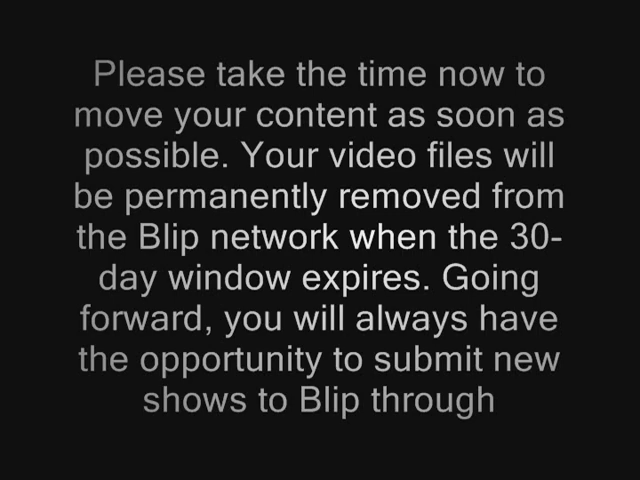 Please take the time now to
move your content as soon as
possible. Your video files will
be permanently removed from
the Blip network when the 30-
day window expires. Going
forward, you will always have
the opportunity to submit new
shows to Blip through